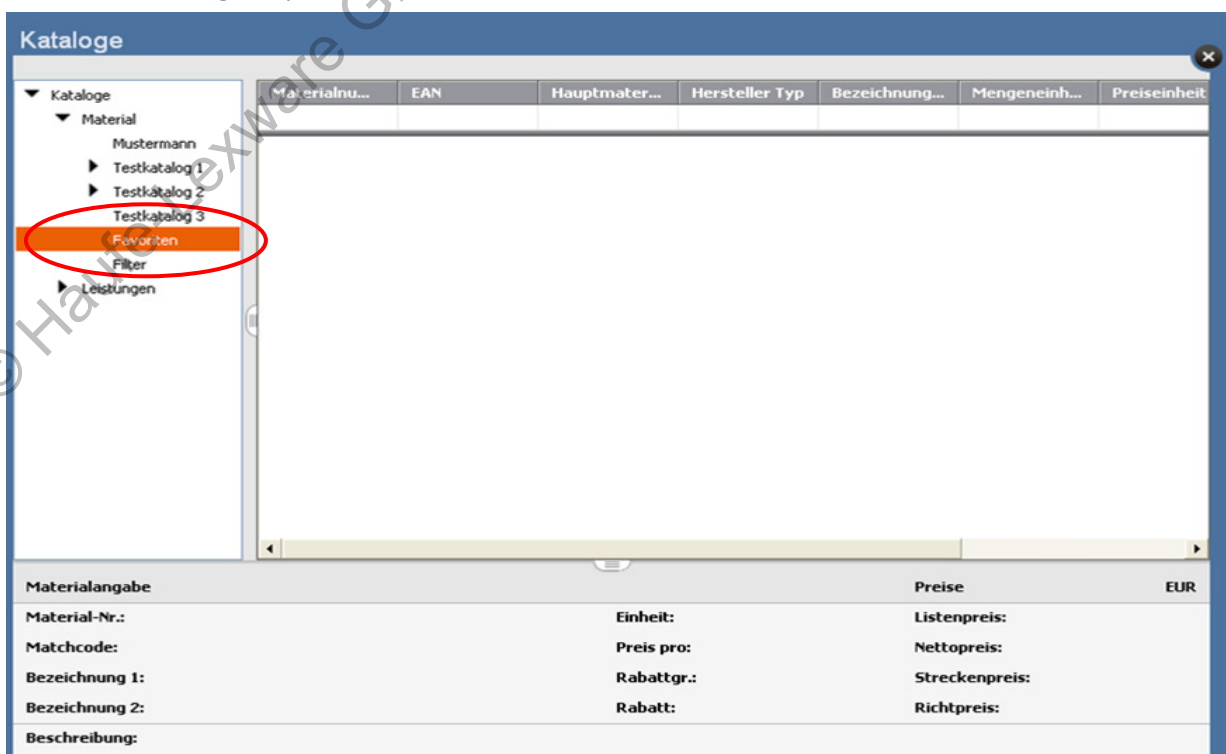 Kataloge
Kataloge
Material
Mustermann
Testkatalog 1
Testkatalog 2
Testkatalog 3
Favoriten
Filter
Leistungen
Materialnu... EAN Hauptmater... Hersteller Typ Bezeichnung... Mengeneinh... Preiseinheit
Materialangabe Preise EUR
Material-Nr.: Einheit: Listenpreis:
Matchcode: Preis pro: Nettopreis:
Bezeichnung 1: Rabattgr.: Streckenpreis:
Bezeichnung 2: Rabatt: Richtpreis:
Beschreibung:
© Haufe-Lexware G